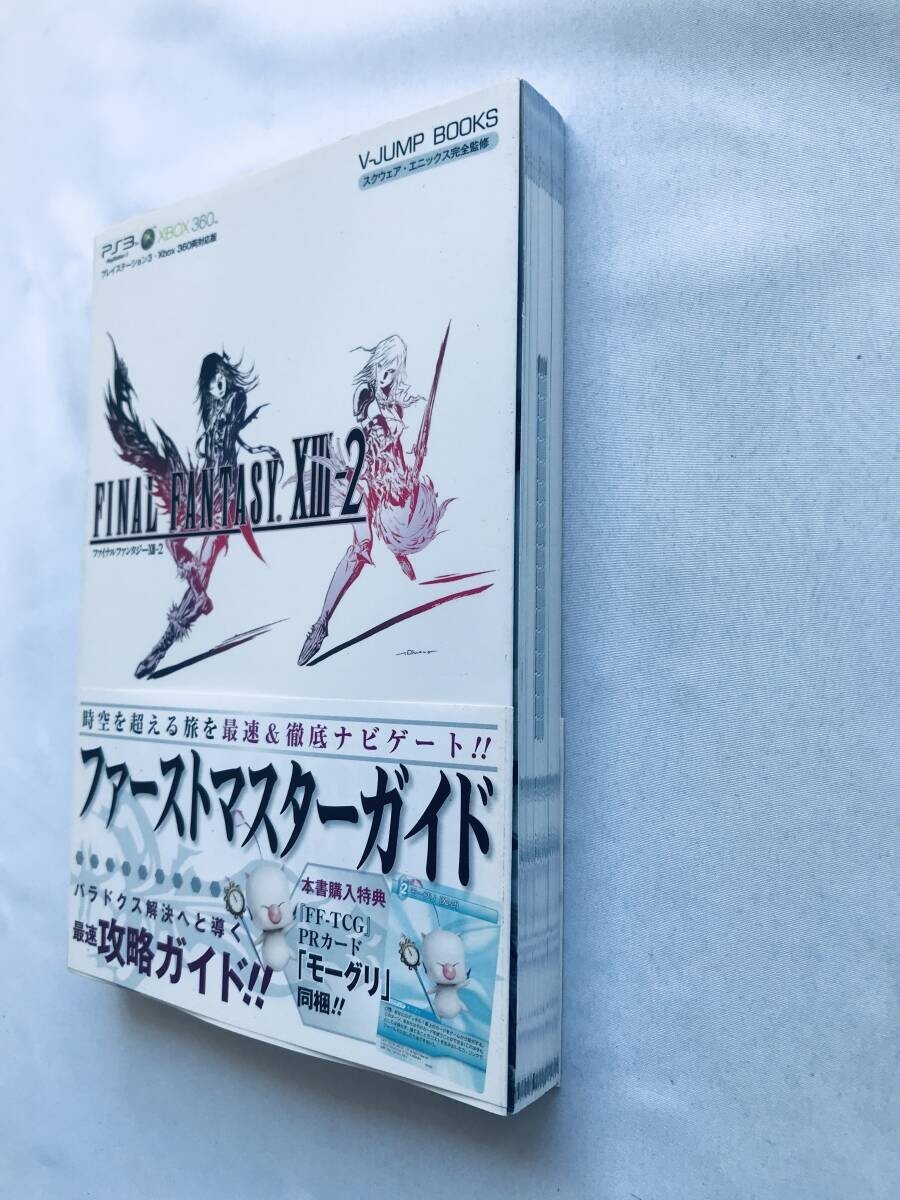 V-JUMP BOOKS
スクウェア・エニックス完全監修
PS3™ XBOX 360™
プレイステーション3・Xbox 360両対応版
FINAL FANTASY. XIII-2
ファイナルファンタジーXIII-2
時空を超える旅を最速&徹底ナビゲート!!
ファーストマスターガイド
パラドクス解決へと導く
最速攻略ガイド!!
本書購入特典
『FF-TCG』
PRカード
「モーグリ」
同梱!!
2